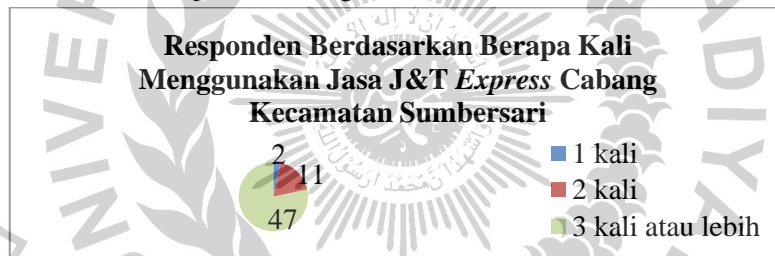 Responden Berdasarkan Berapa Kali
Menggunakan Jasa J&T Express Cabang
Kecamatan Sumbersari
2
11
47
1 kali
2 kali
3 kali atau lebih